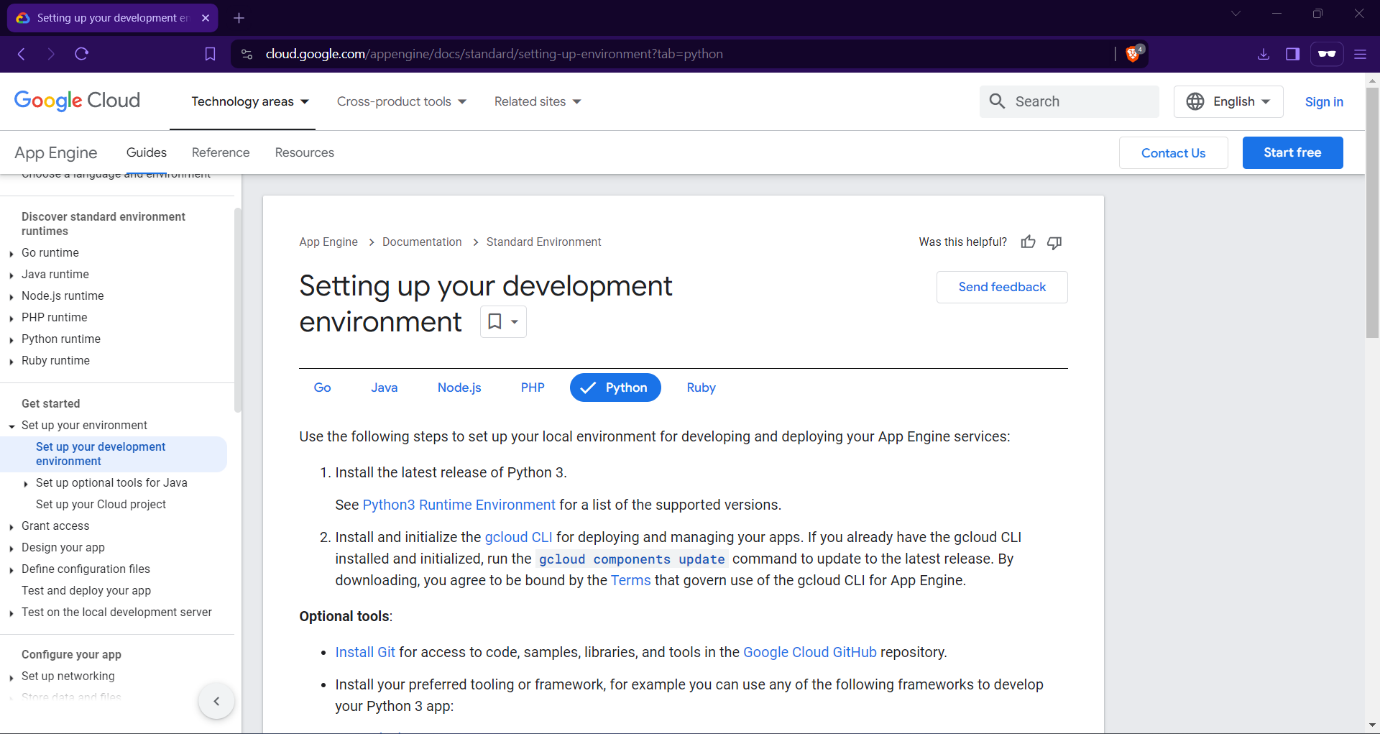 Setting up your development er
cloud.google.com/appengine/docs/standard/setting-up-environment?tab=python
4
Google Cloud
Technology areas
Cross-product tools
Related sites
Search
English
Sign in
App Engine
Guides
Reference
Resources
Contact Us
Start free
Choose a language and environment
Discover standard environment
runtimes
Go runtime
Java runtime
Node.js runtime
PHP runtime
Python runtime
Ruby runtime
Get started
Set up your environment
Set up your development
environment
Set up optional tools for Java
Set up your Cloud project
Grant access
Design your app
Define configuration files
Test and deploy your app
Test on the local development server
Configure your app
Set up networking
Store data and files
App Engine > Documentation > Standard Environment
Was this helpful?
Setting up your development
environment
Send feedback
Go
Java
Node.js
PHP
Python
Ruby
Use the following steps to set up your local environment for developing and deploying your App Engine services:
1. Install the latest release of Python 3.
See Python3 Runtime Environment for a list of the supported versions.
2. Install and initialize the gcloud CLI for deploying and managing your apps. If you already have the gcloud CLI
installed and initialized, run the gcloud components update command to update to the latest release. By
downloading, you agree to be bound by the Terms that govern use of the gcloud CLI for App Engine.
Optional tools:
• Install Git for access to code, samples, libraries, and tools in the Google Cloud GitHub repository.
• Install your preferred tooling or framework, for example you can use any of the following frameworks to develop
your Python 3 app: